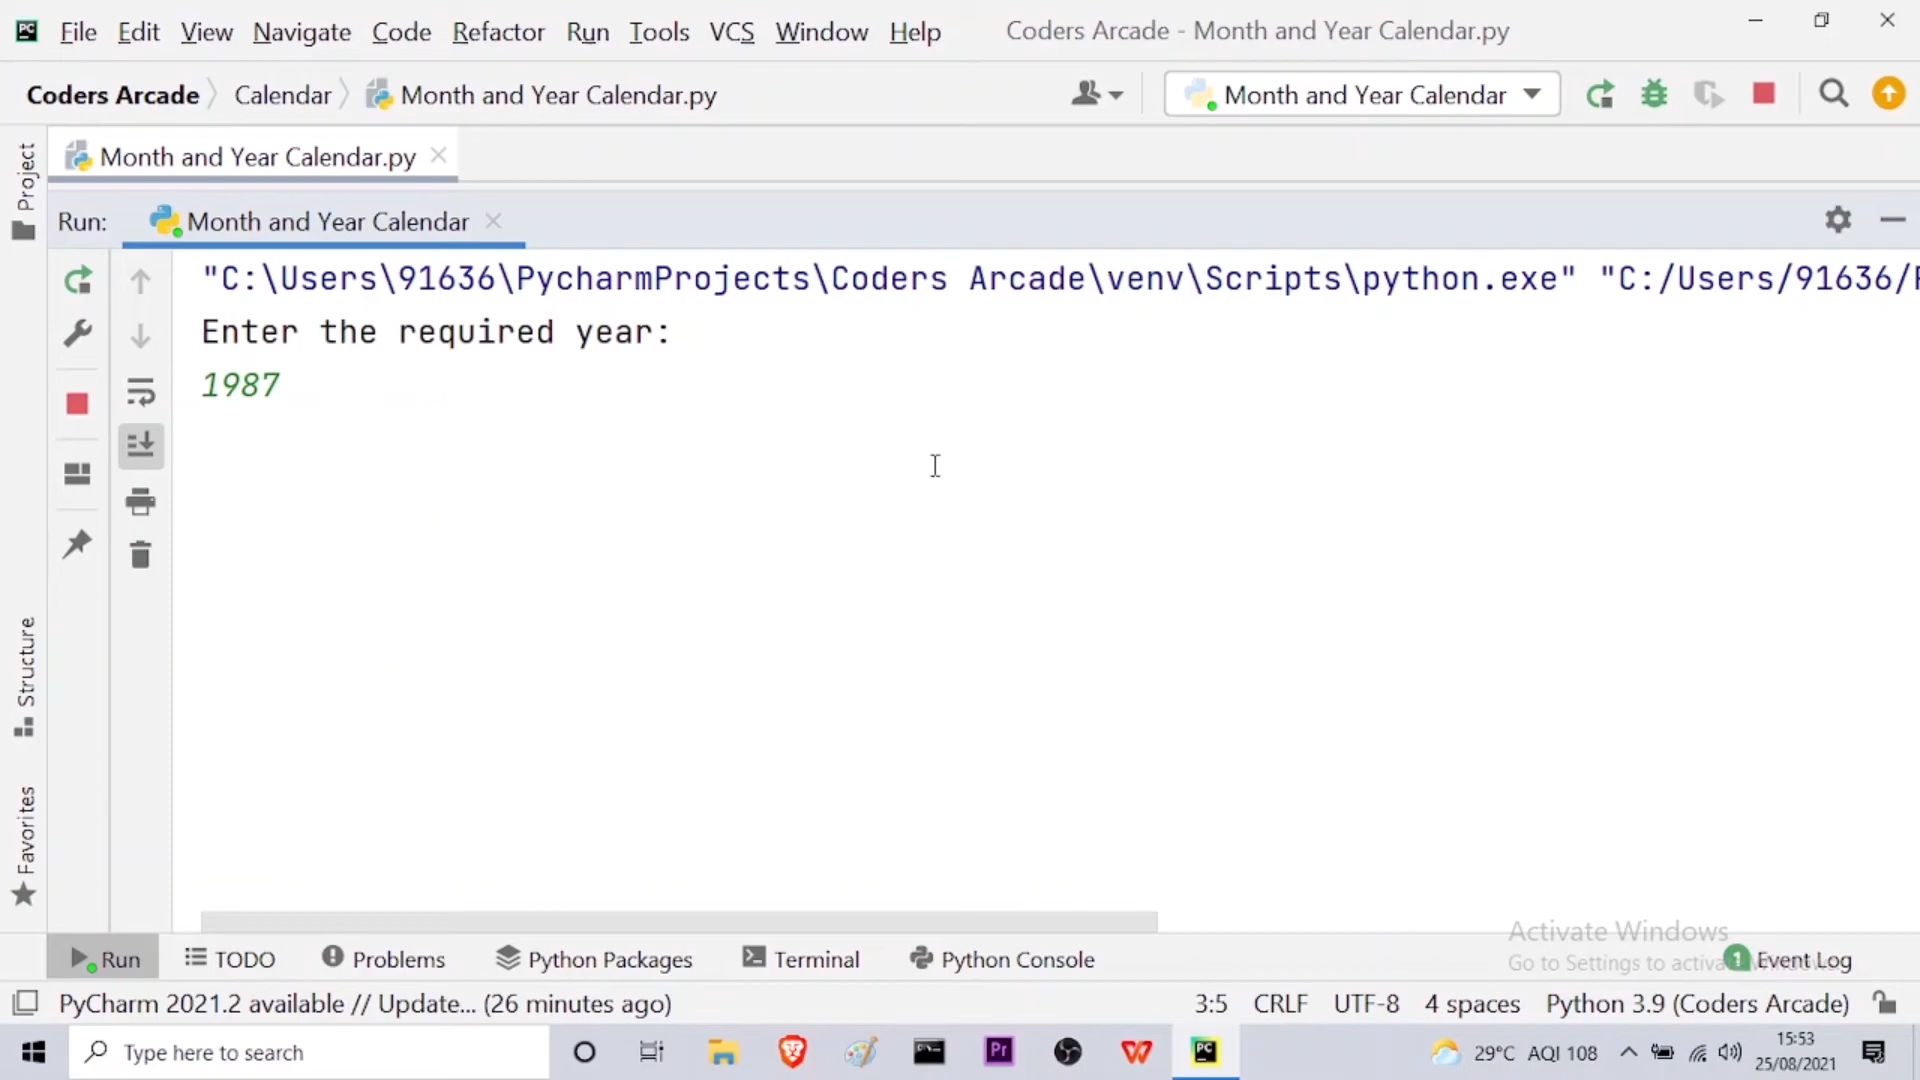 File Edit View Navigate Code Refactor Run Tools VCS Window Help Coders Arcade - Month and Year Calendar.py
Coders Arcade Calendar Month and Year Calendar.py Month and Year Calendar
Project
Month and Year Calendar.py
Run: Month and Year Calendar
"C:\Users\91636\PycharmProjects\Coders Arcade\venv\Scripts\python.exe" "C:/Users/91636/
Enter the required year:
1987
Structure
Favorites
Activate Windows
Go to Settings to activate Windows.
Run TODO Problems Python Packages Terminal Python Console 1 Event Log
PyCharm 2021.2 available // Update... (26 minutes ago) 3:5 CRLF UTF-8 4 spaces Python 3.9 (Coders Arcade)
Type here to search Pr PC 29°C AQI 108 15:53
25/08/2021